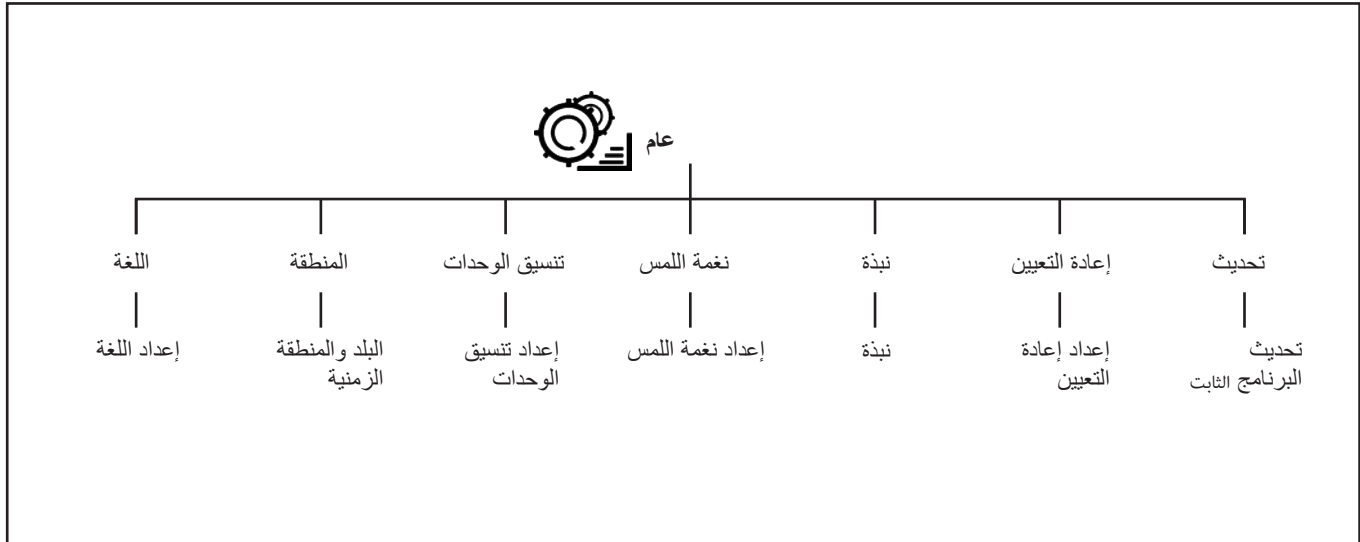 عام
تحديث
إعادة التعيين
نبذة
نغمة اللمس
تنسيق الوحدات
المنطقة
اللغة
تحديث
البرنامج الثابت
إعداد إعادة
التعيين
نبذة
إعداد نغمة اللمس
إعداد تنسيق
الوحدات
البلد والمنطقة
الزمنية
إعداد اللغة